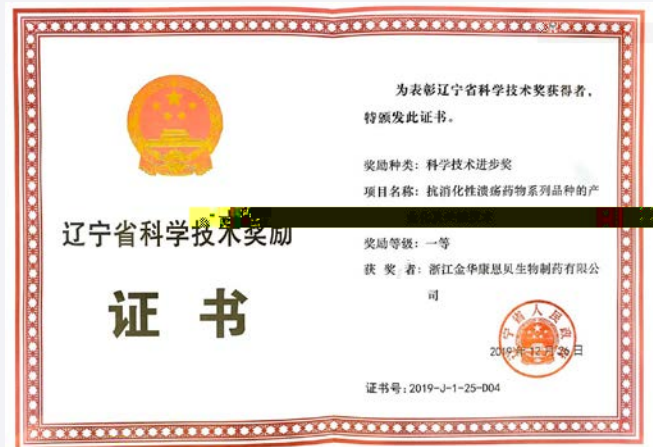 辽宁省科学技术奖励
证书
为表彰辽宁省科学技术奖获得者，
特颁发此证书。
奖励种类：科学技术进步奖
项目名称：抗消化性溃疡药物系列品种的产
奖励等级：一等
获 奖 者：浙江金华康恩贝生物制药有限公
司
辽宁省人民政府
2019年12月26日
证书号：2019-J-1-25-D04